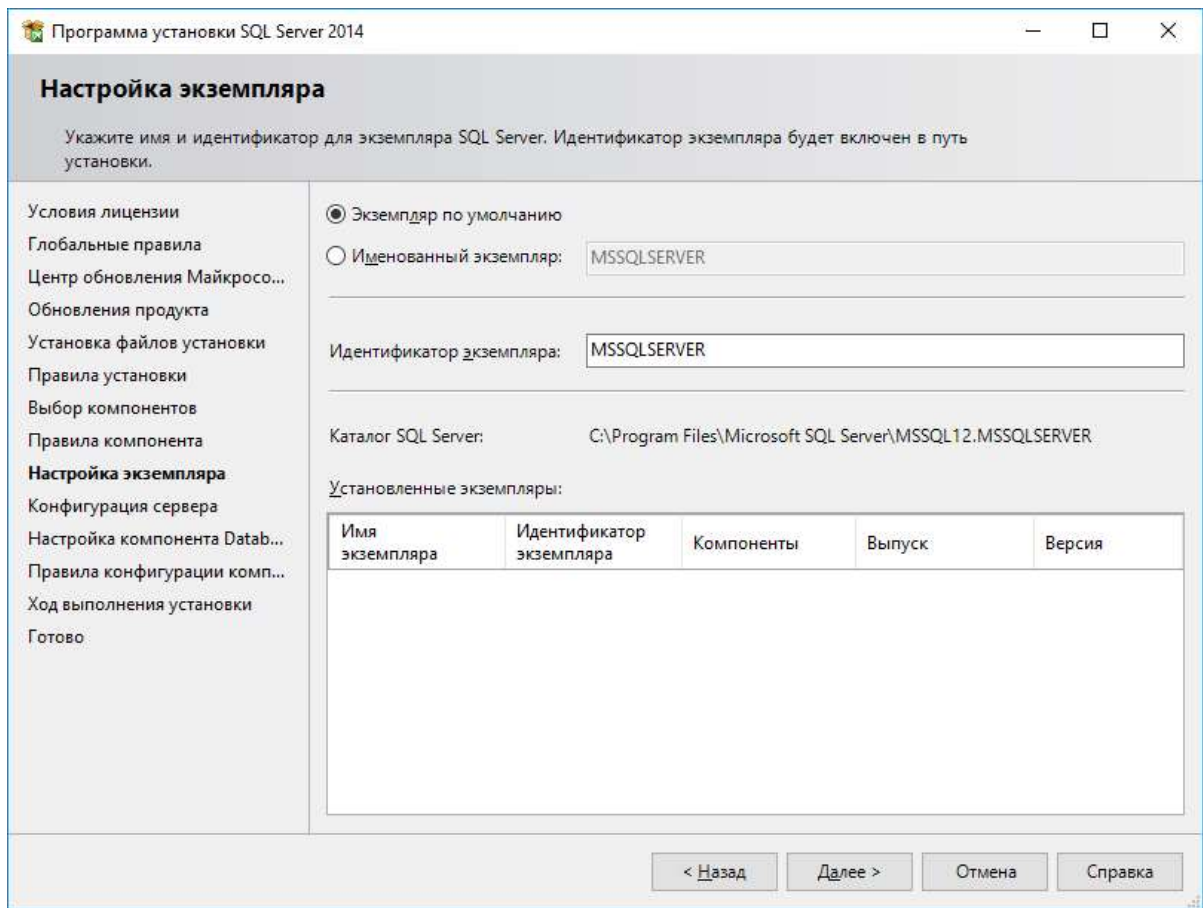 Программа установки SQL Server 2014
Настройка экземпляра
Укажите имя и идентификатор для экземпляра SQL Server. Идентификатор экземпляра будет включен в путь
установки.
Условия лицензии
Глобальные правила
Центр обновления Майкросо...
Обновления продукта
Установка файлов установки
Правила установки
Выбор компонентов
Правила компонента
Настройка экземпляра
Конфигурация сервера
Настройка компонента Datab...
Правила конфигурации комп...
Ход выполнения установки
Готово
Экземпляр по умолчанию
Именованный экземпляр: MSSQLSERVER
Идентификатор экземпляра: MSSQLSERVER
Каталог SQL Server: C:\Program Files\Microsoft SQL Server\MSSQL12.MSSQLSERVER
Установленные экземпляры:
Имя экземпляра Идентификатор экземпляра Компоненты Выпуск Версия
< Назад Далее > Отмена Справка